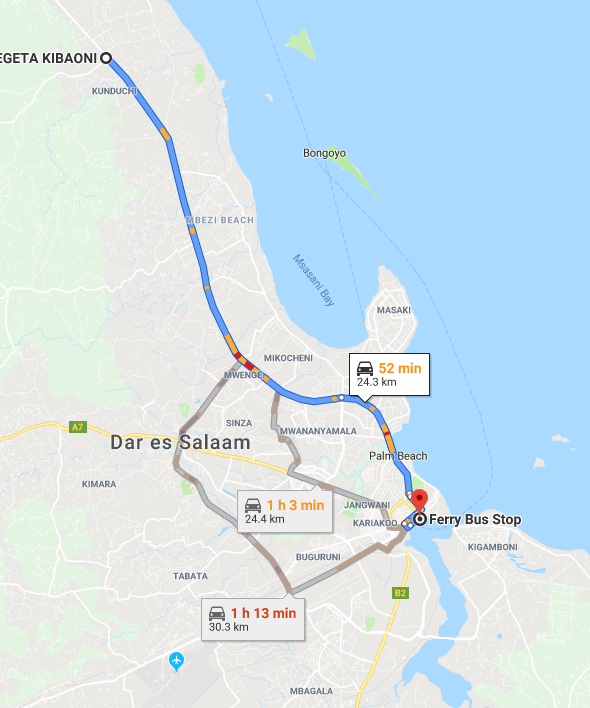 EGETA KIBAONI
KUNDUCHI
Bongoyo
MBEZI BEACH
Msasani Bay
MASAKI
MIKOCHENI
52 min
24.3 km
MWENGE
SINZA
MWANANYAMALA
A7
Dar es Salaam
Palm Beach
KIMARA
1 h 3 min
24.4 km
JANGWANI
KARIAKOO
Ferry Bus Stop
KIGAMBONI
BUGURUNI
TABATA
B2
1 h 13 min
30.3 km
MBAGALA